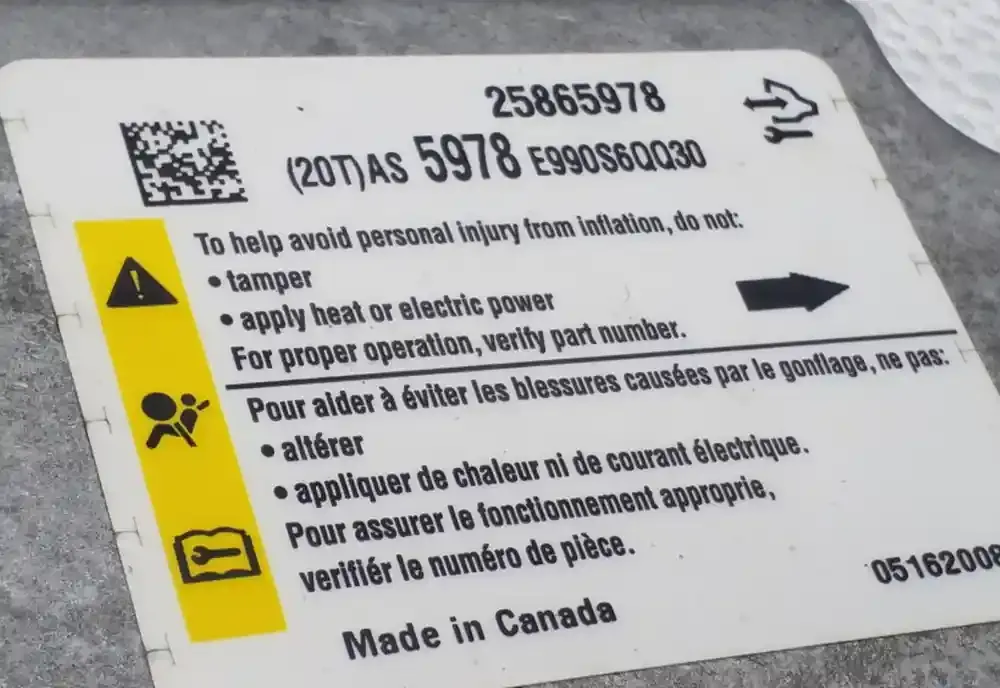 25865978
(20T)AS 5978 E990S6QQ30
To help avoid personal injury from inflation, do not:
• tamper
• apply heat or electric power
For proper operation, verify part number.
Pour alder à éviter les blessures causées par le gonflage, ne pas:
• altérer
• appliquer de chaleur ni de courant électrique.
Pour assurer le fonctionnement approprie,
verifiér le numéro de pièce.
05162008
Made in Canada